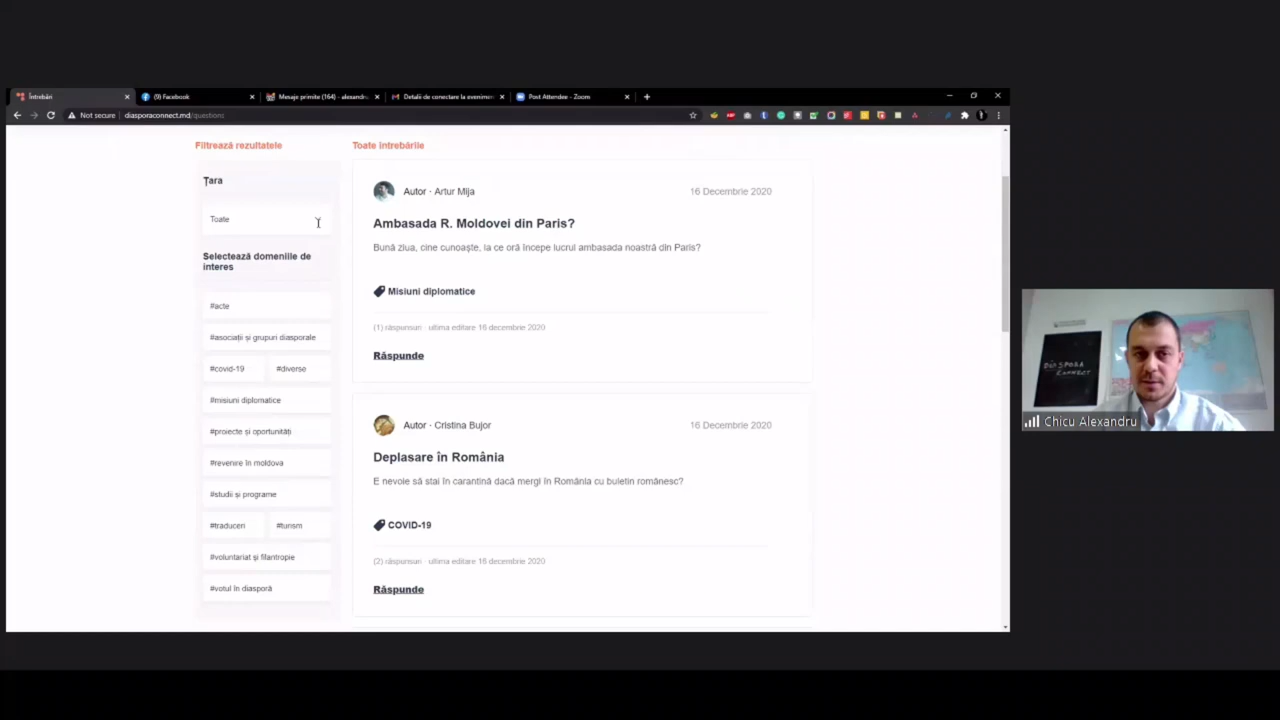 Întrebări
(9) Facebook
Mesaje primite (164) - alexandru
Detalii de conectare la evenimen
Post Attendee - Zoom
Not secure
diasporaconnect.md/questions
Filtrează rezultatele
Toate întrebările
Țara
Toate
Selectează domeniile de
interes
#acte
#asociații și grupuri diasporale
#covid-19
#diverse
#misiuni diplomatice
#proiecte și oportunități
#revenire în moldova
#studii și programe
#traduceri
#turism
#voluntariat și filantropie
#votul în diasporă
Autor · Artur Mija
16 Decembrie 2020
Ambasada R. Moldovei din Paris?
Bună ziua, cine cunoaște, la ce oră începe lucrul ambasada noastră din Paris?
Misiuni diplomatice
(1) răspunsuri · ultima editare 16 decembrie 2020
Răspunde
Autor · Cristina Bujor
16 Decembrie 2020
Deplasare în România
E nevoie să stai în carantină dacă mergi în România cu buletin românesc?
COVID-19
(2) răspunsuri · ultima editare 16 decembrie 2020
Răspunde
DIASPORA
CONNECT
Chicu Alexandru